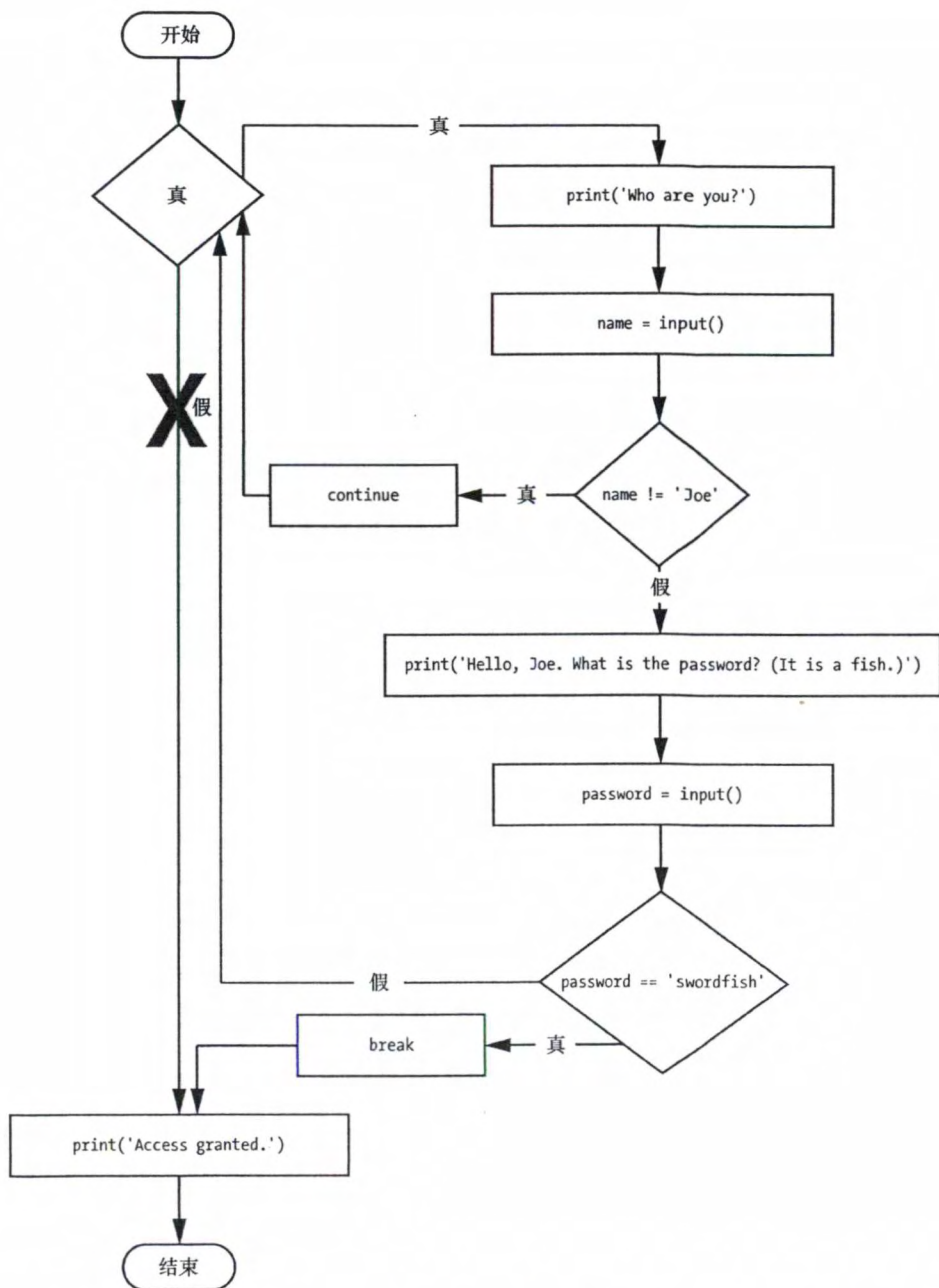 开始
真
真
print('Who are you?')
name = input()
假
continue
真
name != 'Joe'
假
print('Hello, Joe. What is the password? (It is a fish.)')
password = input()
假
password == 'swordfish'
break
真
print('Access granted.')
结束